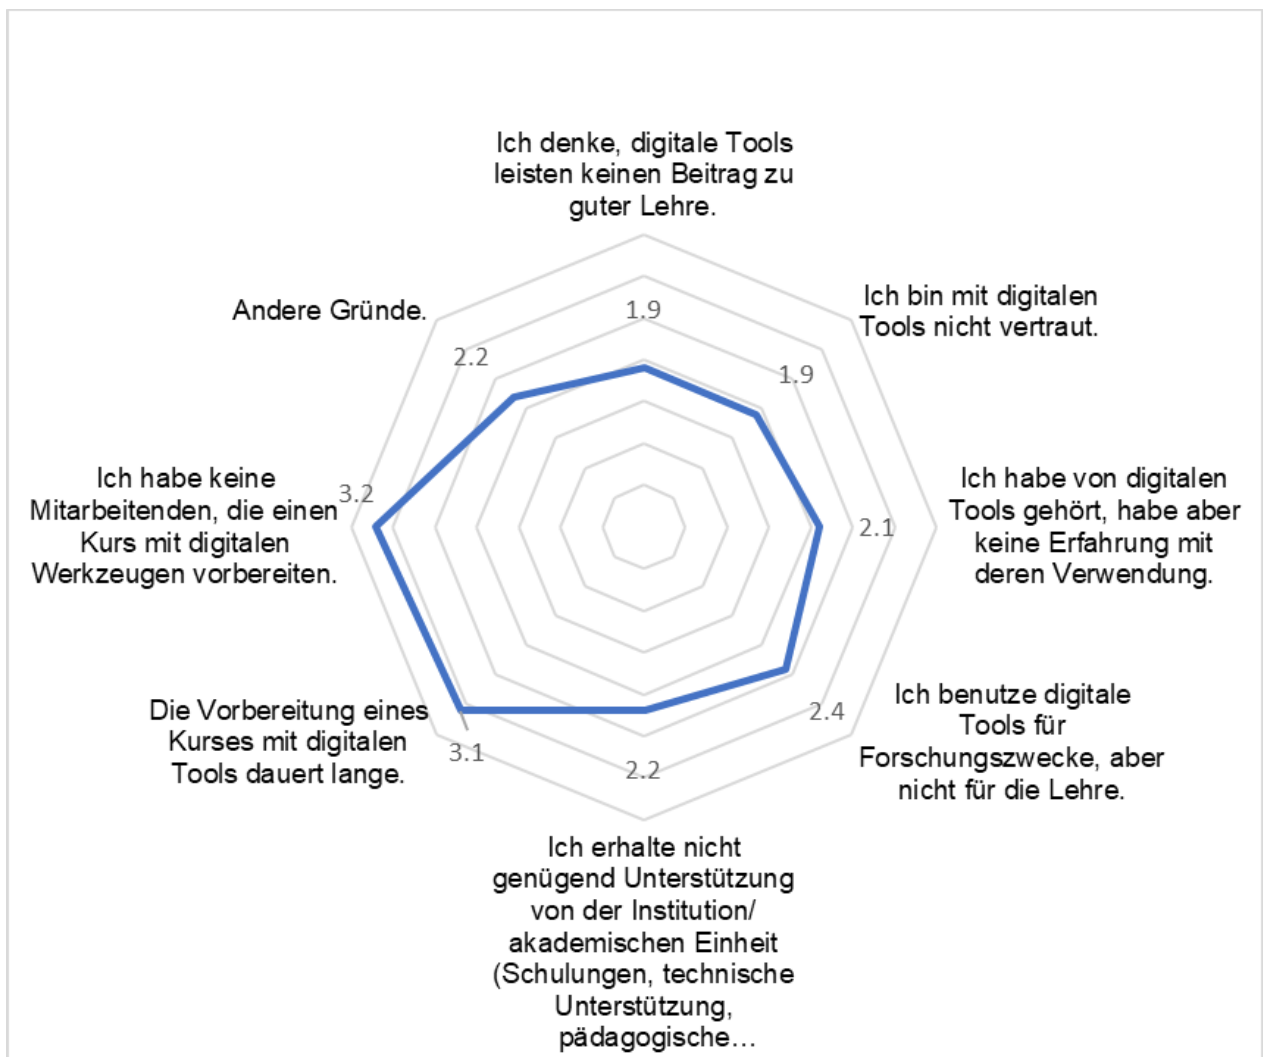 Ich denke, digitale Tools
leisten keinen Beitrag zu
guter Lehre.
1.9
Ich bin mit digitalen
Tools nicht vertraut.
1.9
Ich habe von digitalen
Tools gehört, habe aber
keine Erfahrung mit
deren Verwendung.
2.1
Ich benutze digitale
Tools für
Forschungszwecke, aber
nicht für die Lehre.
2.4
Ich erhalte nicht
genügend Unterstützung
von der Institution/
akademischen Einheit
(Schulungen, technische
Unterstützung,
pädagogische…
2.2
Die Vorbereitung eines
Kurses mit digitalen
Tools dauert lange.
3.1
Ich habe keine
Mitarbeitenden, die einen
Kurs mit digitalen
Werkzeugen vorbereiten.
3.2
Andere Gründe.
2.2